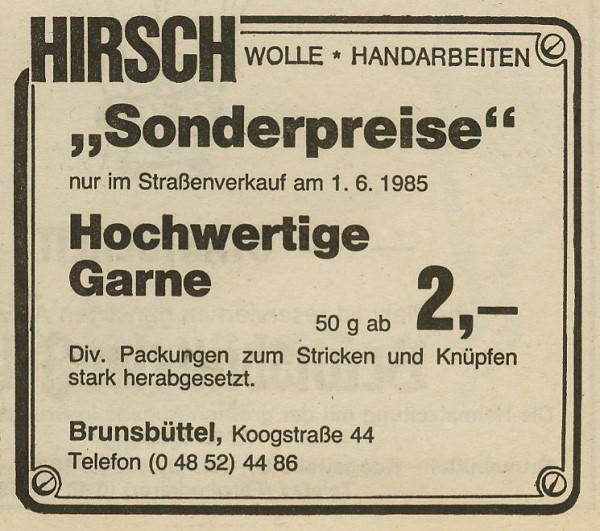 HIRSCH WOLLE * HANDARBEITEN
„Sonderpreise“
nur im Straßenverkauf am 1. 6. 1985
Hochwertige
Garne
50 g ab 2,—
Div. Packungen zum Stricken und Knüpfen
stark herabgesetzt.
Brunsbüttel, Koogstraße 44
Telefon (0 48 52) 44 86